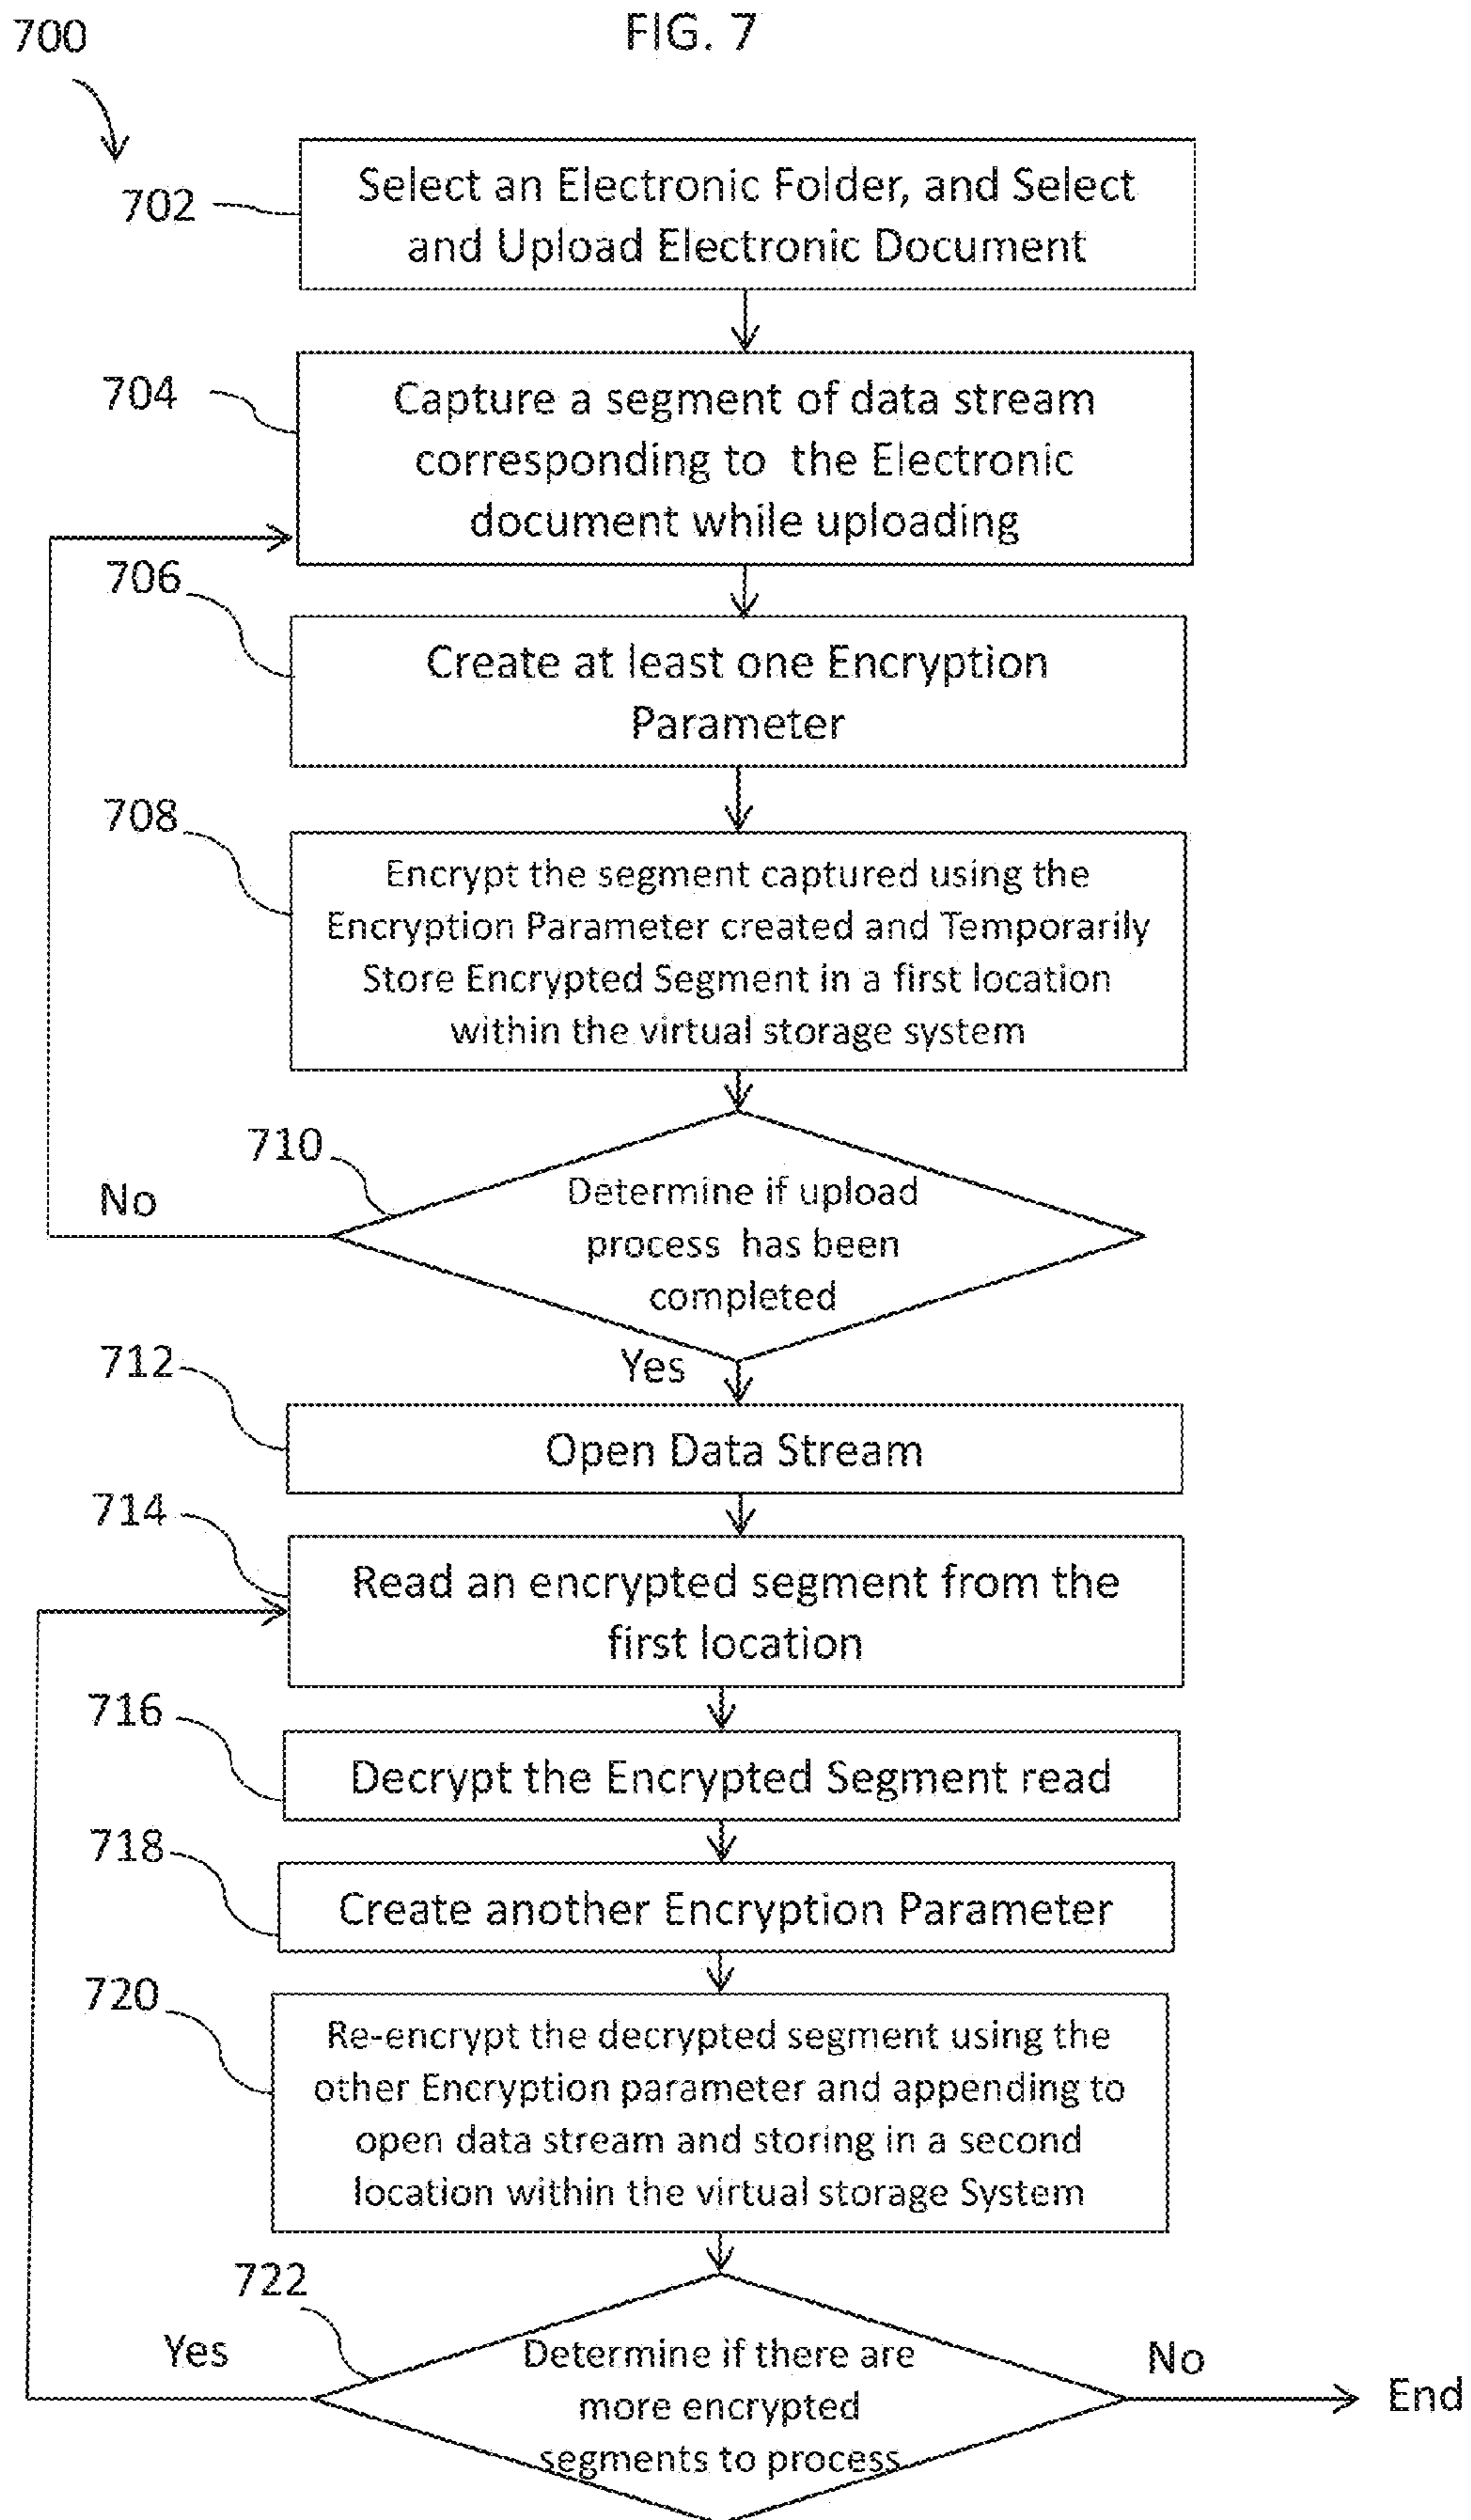 700
FIG. 7
702
Select an Electronic Folder, and Select
and Upload Electronic Document
704
Capture a segment of data stream
corresponding to the Electronic
document while uploading
706
Create at least one Encryption
Parameter
708
Encrypt the segment captured using the
Encryption Parameter created and Temporarily
Store Encrypted Segment in a first location
within the virtual storage system
710
Determine if upload
process has been
completed
No
Yes
712
Open Data Stream
714
Read an encrypted segment from the
first location
716
Decrypt the Encrypted Segment read
718
Create another Encryption Parameter
720
Re-encrypt the decrypted segment using the
other Encryption parameter and appending to
open data stream and storing in a second
location within the virtual storage System
722
Determine if there are
more encrypted
segments to process
Yes
No
End